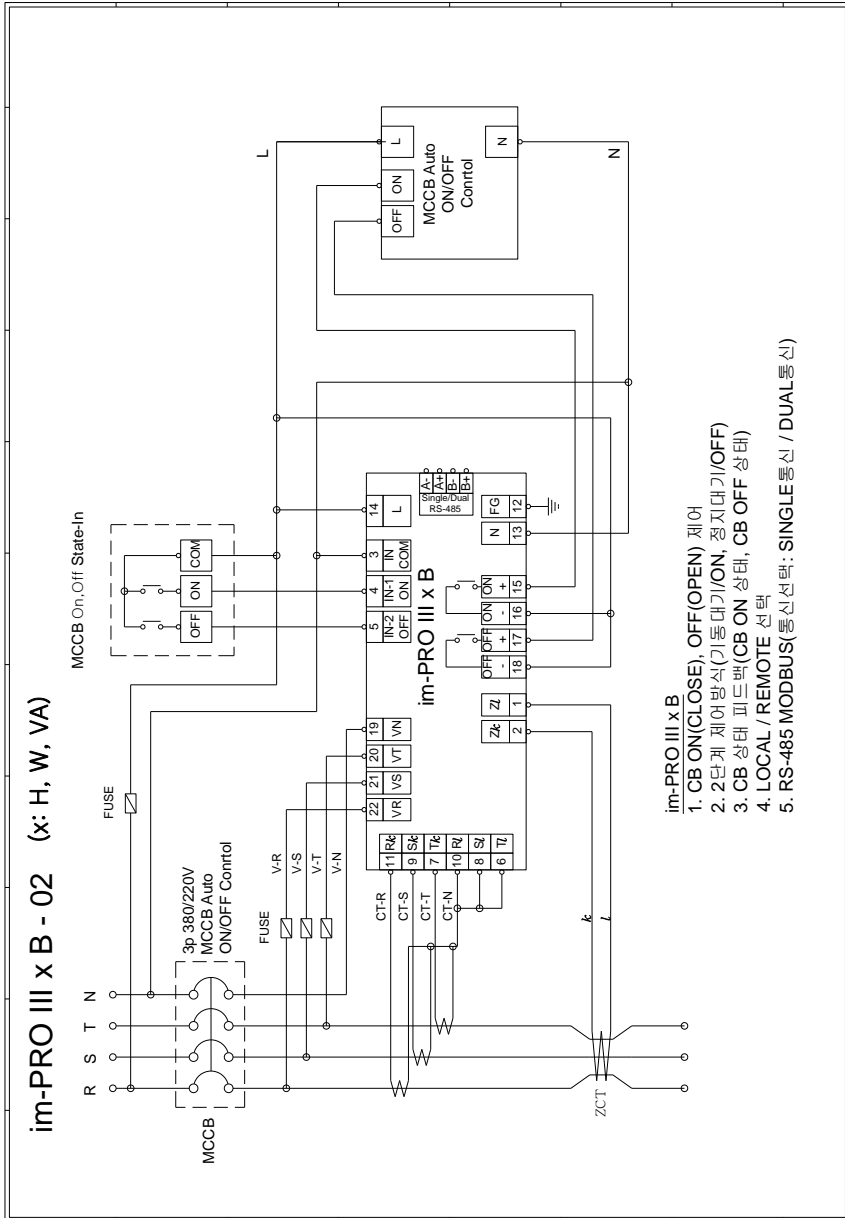 im-PRO III x B - 02 (x: H, W, VA)
R
S
T
N
MCCB
3p 380/220V
MCCB Auto
ON/OFF Conrtol
FUSE
FUSE
V-R
V-S
V-T
V-N
MCCB On,Off State-In
OFF
ON
COM
L
N
OFF
ON
L
MCCB Auto
ON/OFF
Conrtol
N
22
VR
21
VS
20
VT
19
VN
5
IN-2
OFF
4
IN-1
ON
3
IN
COM
14
L
im-PRO III x B
A-
A+
B-
B+
Single/Dual
RS-485
11 Rk
9 Sk
7 Tk
10 Rl
8 Sl
6 Tl
CT-R
CT-S
CT-T
CT-N
Zk
2
Zl
1
OFF
-
18
OFF
+
17
ON
-
16
ON
+
15
N
13
FG
12
k
l
ZCT
im-PRO III x B
1. CB ON(CLOSE), OFF(OPEN) 제어
2. 2단계 제어방식(기동대기/ON, 정지대기/OFF)
3. CB 상태 피드백(CB ON 상태, CB OFF 상태)
4. LOCAL / REMOTE 선택
5. RS-485 MODBUS(통신선택: SINGLE통신 / DUAL통신)